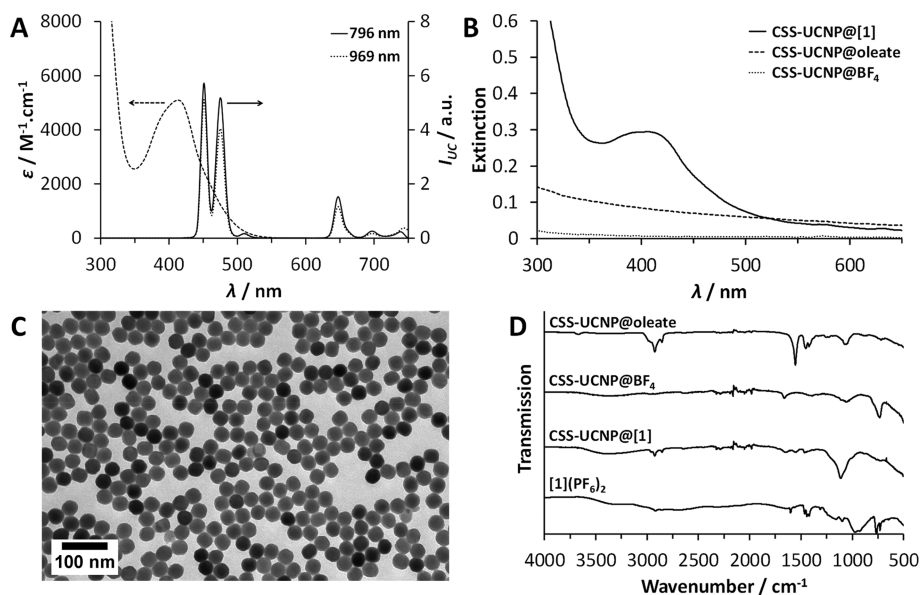 A
8000
6000
4000
2000
0
ε / M-1.cm-1
8
6
4
2
0
I_UC / a.u.
796 nm
969 nm
300 400 500 600 700
λ / nm
B
0.6
0.5
0.4
0.3
0.2
0.1
0
Extinction
CSS-UCNP@[1]
CSS-UCNP@oleate
CSS-UCNP@BF4
300 400 500 600
λ / nm
C
100 nm
D
CSS-UCNP@oleate
CSS-UCNP@BF4
CSS-UCNP@[1]
[1](PF6)2
Transmission
4000 3500 3000 2500 2000 1500 1000 500
Wavenumber / cm-1